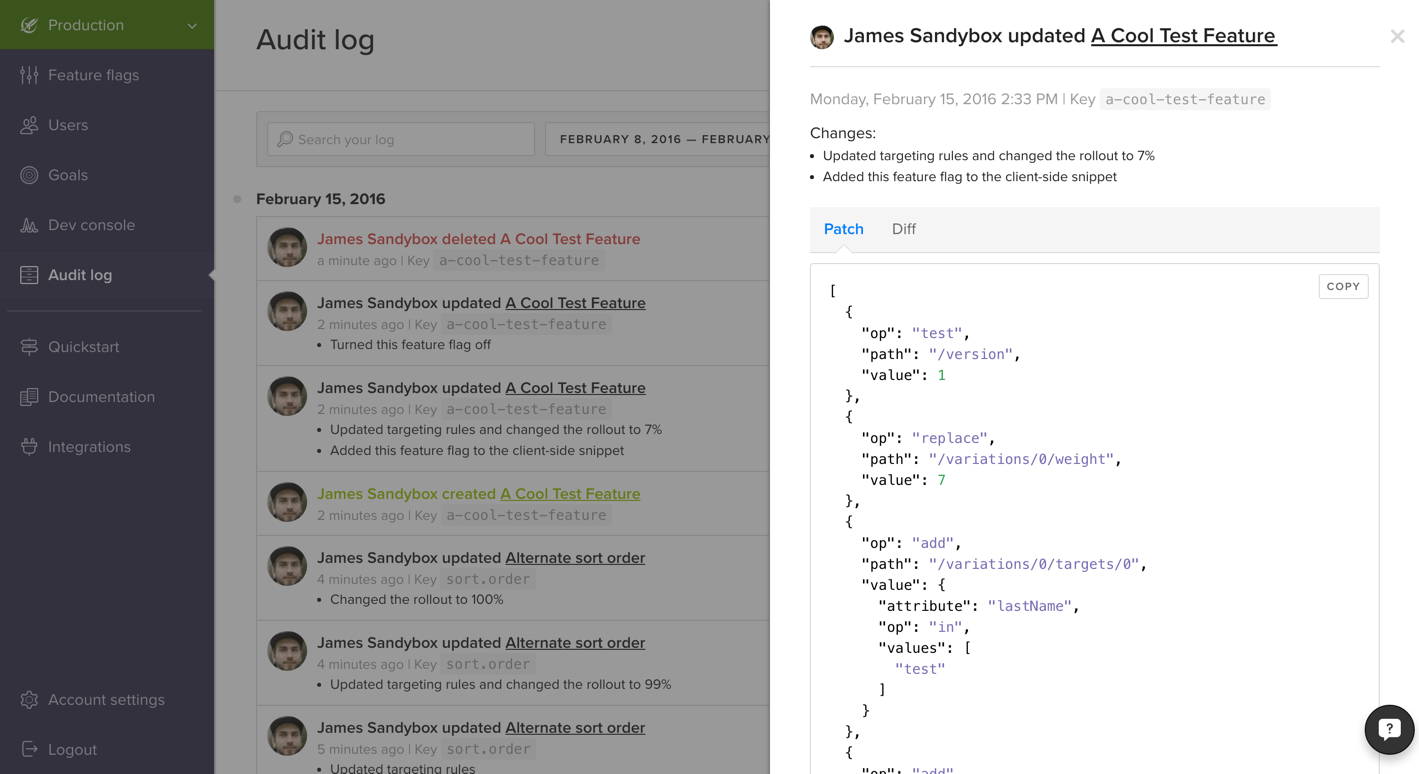 Production
Feature flags
Users
Goals
Dev console
Audit log
Quickstart
Documentation
Integrations
Account settings
Logout
Audit log
Search your log
FEBRUARY 8, 2016 — FEBRUARY
February 15, 2016
James Sandybox deleted A Cool Test Feature
a minute ago | Key a-cool-test-feature
James Sandybox updated A Cool Test Feature
2 minutes ago | Key a-cool-test-feature
• Turned this feature flag off
James Sandybox updated A Cool Test Feature
2 minutes ago | Key a-cool-test-feature
• Updated targeting rules and changed the rollout to 7%
• Added this feature flag to the client-side snippet
James Sandybox created A Cool Test Feature
2 minutes ago | Key a-cool-test-feature
James Sandybox updated Alternate sort order
4 minutes ago | Key sort.order
• Changed the rollout to 100%
James Sandybox updated Alternate sort order
4 minutes ago | Key sort.order
• Updated targeting rules and changed the rollout to 99%
James Sandybox updated Alternate sort order
5 minutes ago | Key sort.order
• Updated targeting rules
James Sandybox updated A Cool Test Feature
×
Monday, February 15, 2016 2:33 PM | Key a-cool-test-feature
Changes:
• Updated targeting rules and changed the rollout to 7%
• Added this feature flag to the client-side snippet
Patch Diff
COPY
[
{
"op": "test",
"path": "/version",
"value": 1
},
{
"op": "replace",
"path": "/variations/0/weight",
"value": 7
},
{
"op": "add",
"path": "/variations/0/targets/0",
"value": {
"attribute": "lastName",
"op": "in",
"values": [
"test"
]
}
},
{
"op": "add",
?